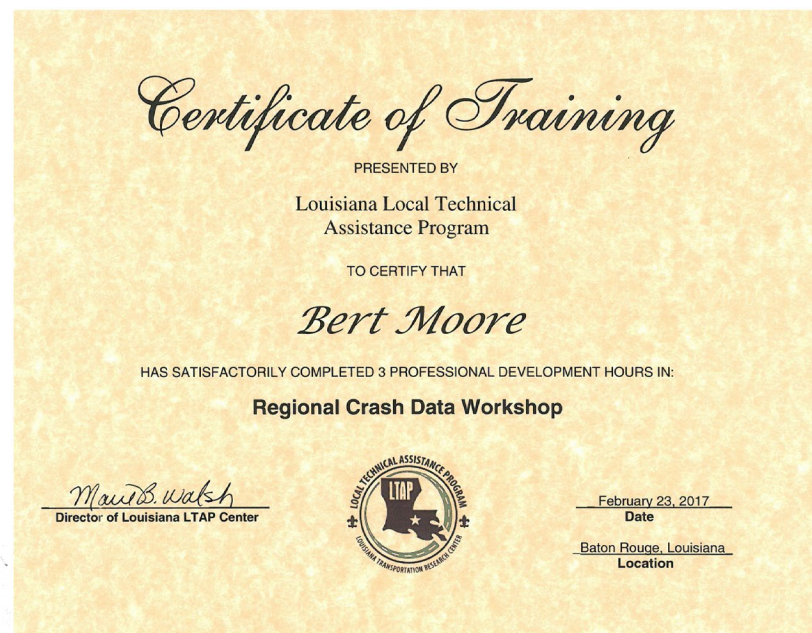 Certificate of Training
PRESENTED BY
Louisiana Local Technical
Assistance Program
TO CERTIFY THAT
Bert Moore
HAS SATISFACTORILY COMPLETED 3 PROFESSIONAL DEVELOPMENT HOURS IN:
Regional Crash Data Workshop
Marie B. Walsh
Director of Louisiana LTAP Center
LOCAL TECHNICAL ASSISTANCE PROGRAM
LTAP
LOUISIANA TRANSPORTATION RESEARCH CENTER
February 23, 2017
Date
Baton Rouge, Louisiana
Location